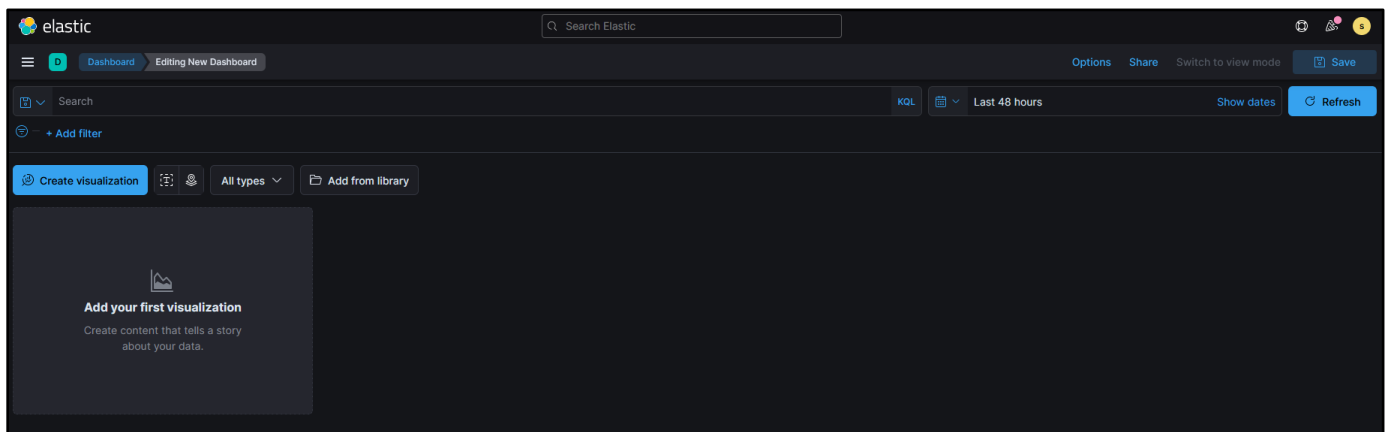 elastic
Search Elastic
s
D
Dashboard
Editing New Dashboard
Options
Share
Switch to view mode
Save
Search
KQL
Last 48 hours
Show dates
Refresh
+ Add filter
Create visualization
T
All types
Add from library
Add your first visualization
Create content that tells a story
about your data.